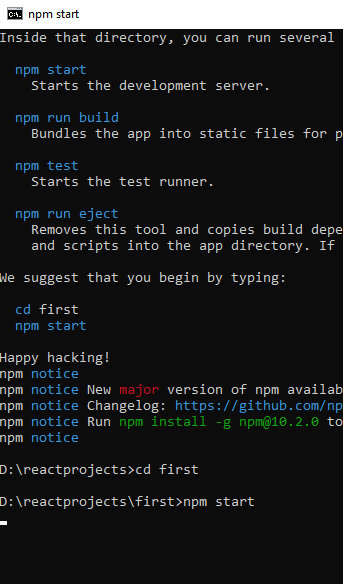 npm start
Inside that directory, you can run several
npm start
Starts the development server.
npm run build
Bundles the app into static files for p
npm test
Starts the test runner.
npm run eject
Removes this tool and copies build depe
and scripts into the app directory. If
We suggest that you begin by typing:
cd first
npm start
Happy hacking!
npm notice
npm notice New major version of npm availab
npm notice Changelog: https://github.com/np
npm notice Run npm install -g npm@10.2.0 to
npm notice
D:\reactprojects>cd first
D:\reactprojects\first>npm start